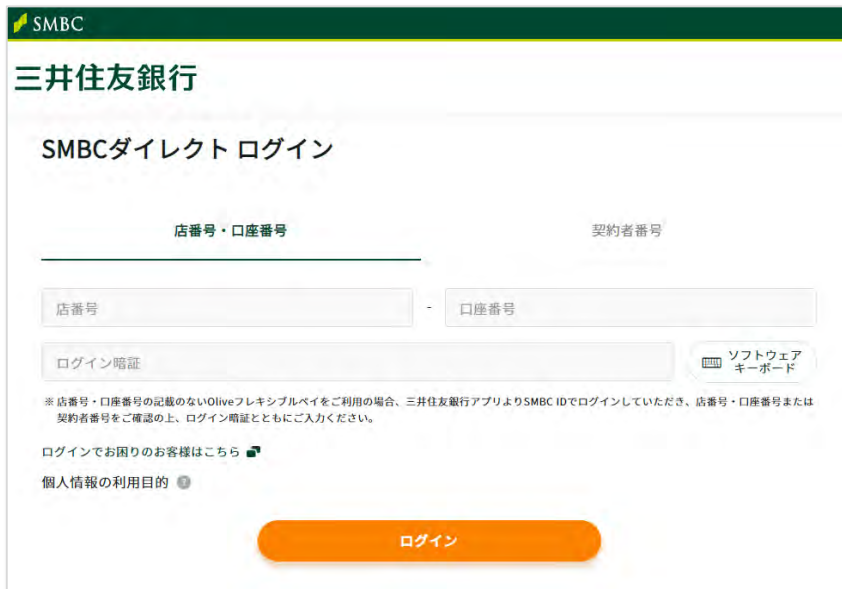 SMBC
三井住友銀行
SMBCダイレクト ログイン
店番号・口座番号
契約者番号
店番号 - 口座番号
ログイン暗証
ソフトウェア
キーボード
※ 店番号・口座番号の記載のないOliveフレキシブルペイをご利用の場合、三井住友銀行アプリよりSMBC IDでログインしていただき、店番号・口座番号または
契約者番号をご確認の上、ログイン暗証とともにご入力ください。
ログインでお困りのお客様はこちら
個人情報の利用目的 ?
ログイン